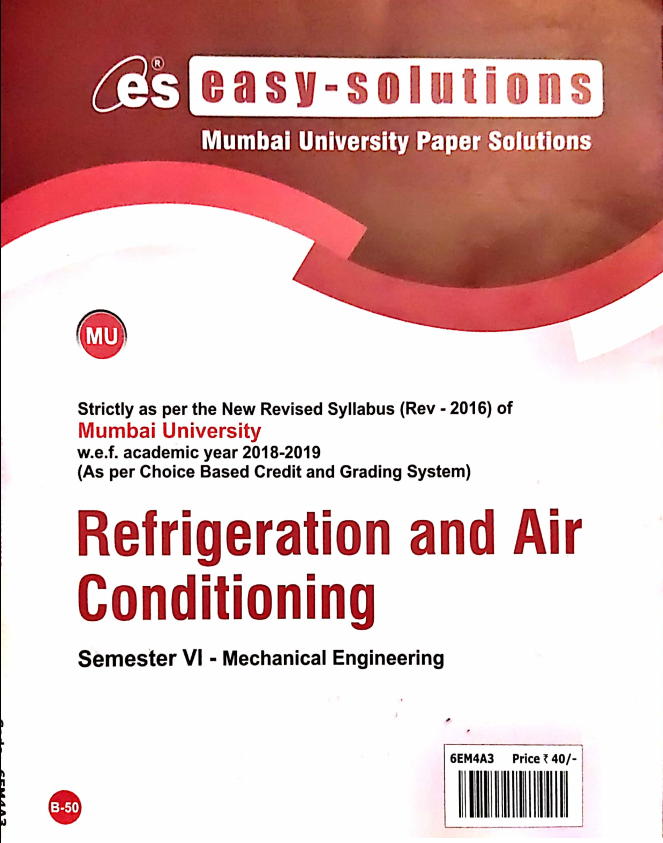 es® easy-solutions
Mumbai University Paper Solutions
MU
Strictly as per the New Revised Syllabus (Rev - 2016) of
Mumbai University
w.e.f. academic year 2018-2019
(As per Choice Based Credit and Grading System)
Refrigeration and Air
Conditioning
Semester VI - Mechanical Engineering
6EM4A3 Price ₹ 40/-
B-50